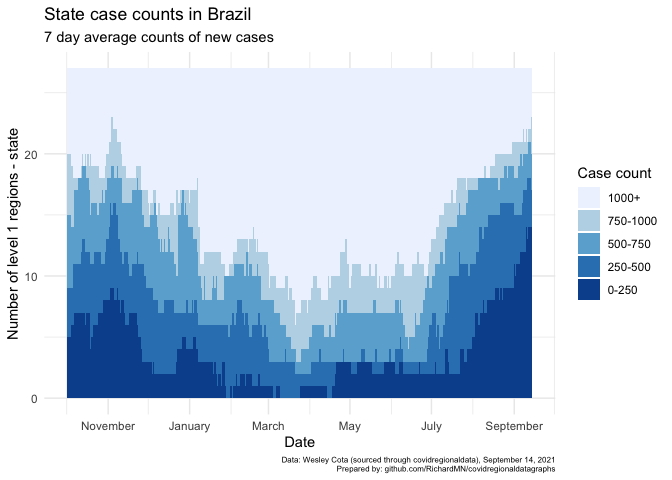 State case counts in Brazil
7 day average counts of new cases
Number of level 1 regions - state
20
10
0
November January March May July September
Date
Case count
1000+
750-1000
500-750
250-500
0-250
Data: Wesley Cota (sourced through covidregionaldata), September 14, 2021
Prepared by: github.com/RichardMN/covidregionaldatagraphs